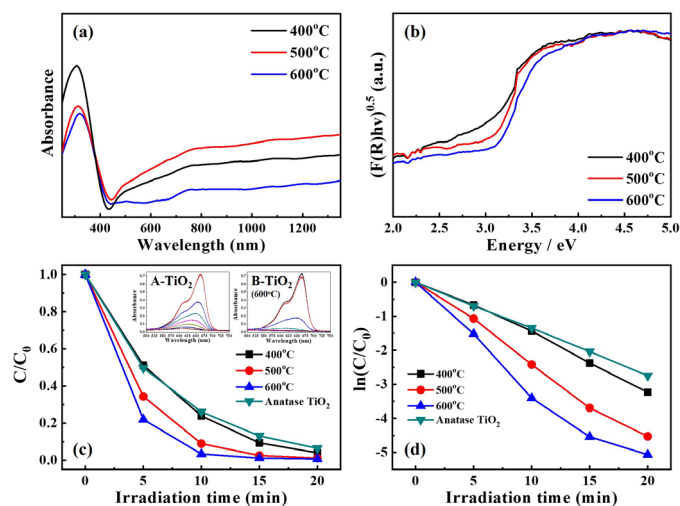 (a)
400°C
500°C
600°C
Absorbance
400 600 800 1000 1200
Wavelength (nm)
(b)
400°C
500°C
600°C
(F(R)hv)^0.5 (a.u.)
2.0 2.5 3.0 3.5 4.0 4.5 5.0
Energy / eV
1.0
0.8
0.6
0.4
0.2
0.0
C/C₀
A-TiO₂
Absorbance
Wavelength (nm)
B-TiO₂
(600°C)
Absorbance
Wavelength (nm)
400°C
500°C
600°C
Anatase TiO₂
(c)
0 5 10 15 20
Irradiation time (min)
0
-1
-2
-3
-4
-5
ln(C/C₀)
400°C
500°C
600°C
Anatase TiO₂
(d)
0 5 10 15 20
Irradiation time (min)